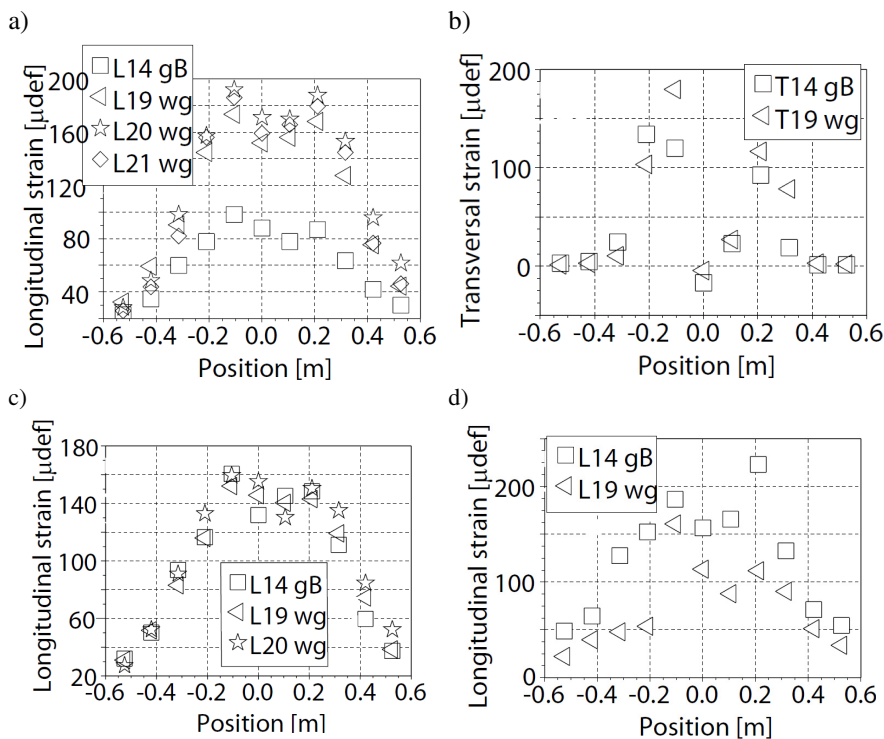 a)
L14 gB
L19 wg
L20 wg
L21 wg
Longitudinal strain [µdef]
200
160
120
80
40
-0.6 -0.4 -0.2 0.0 0.2 0.4 0.6
Position [m]
b)
T14 gB
T19 wg
Transversal strain [µdef]
200
100
0
-0.6 -0.4 -0.2 0.0 0.2 0.4 0.6
Position [m]
c)
Longitudinal strain [µdef]
180
140
100
60
20
L14 gB
L19 wg
L20 wg
-0.6 -0.4 -0.2 0.0 0.2 0.4 0.6
Position [m]
d)
L14 gB
L19 wg
Longitudinal strain [µdef]
200
100
0
-0.6 -0.4 -0.2 0.0 0.2 0.4 0.6
Position [m]